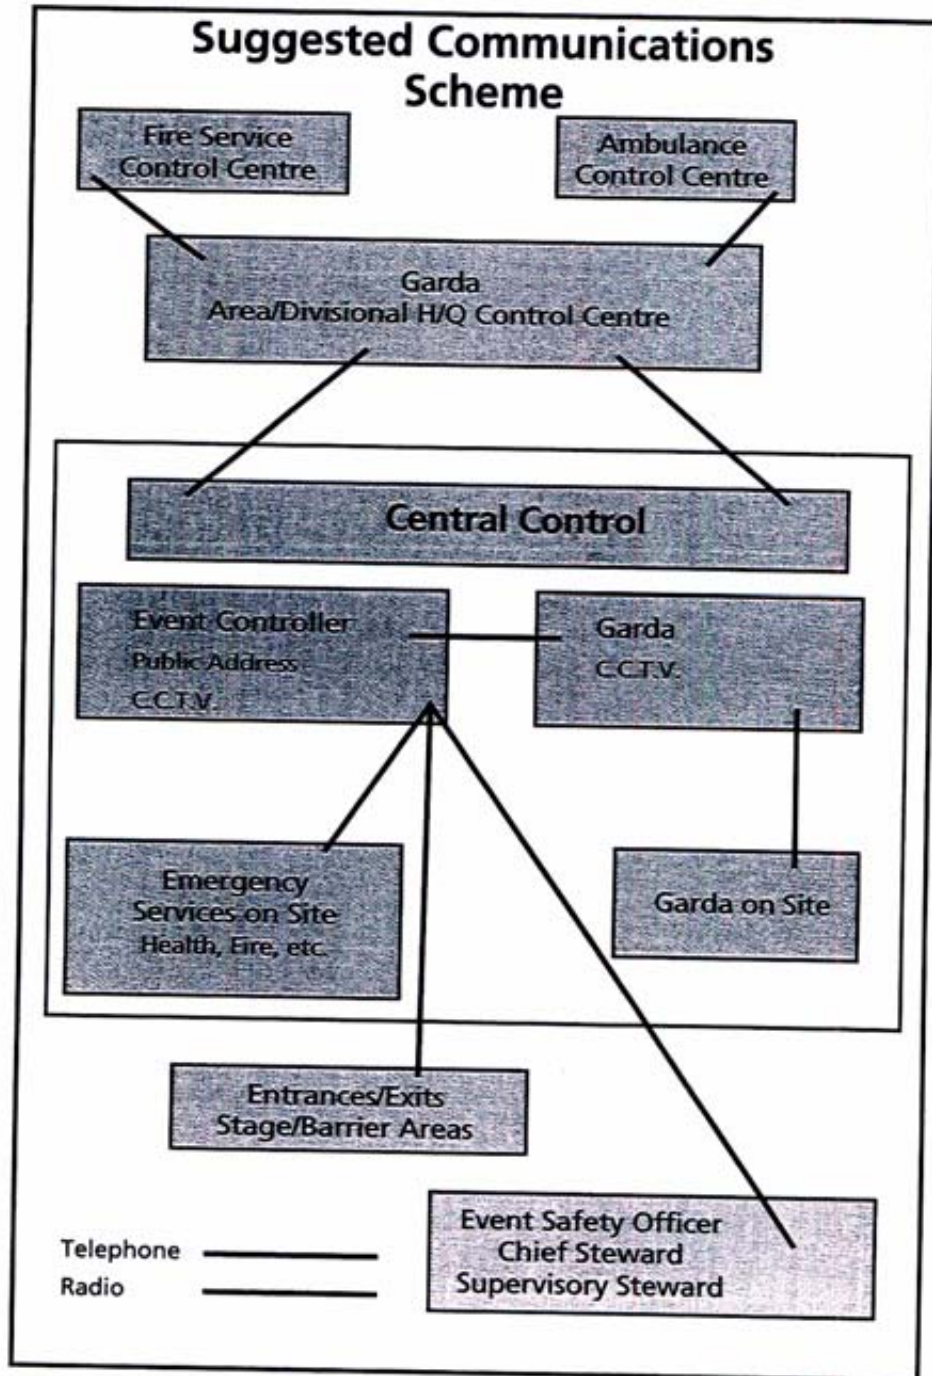 Suggested Communications
Scheme
Fire Service
Control Centre
Ambulance
Control Centre
Garda
Area/Divisional H/Q Control Centre
Central Control
Event Controller
Public Address
C.C.T.V.
Garda
C.C.T.V.
Emergency
Services on Site
Health, Fire, etc.
Garda on Site
Entrances/Exits
Stage/Barrier Areas
Event Safety Officer
Chief Steward
Supervisory Steward
Telephone
Radio